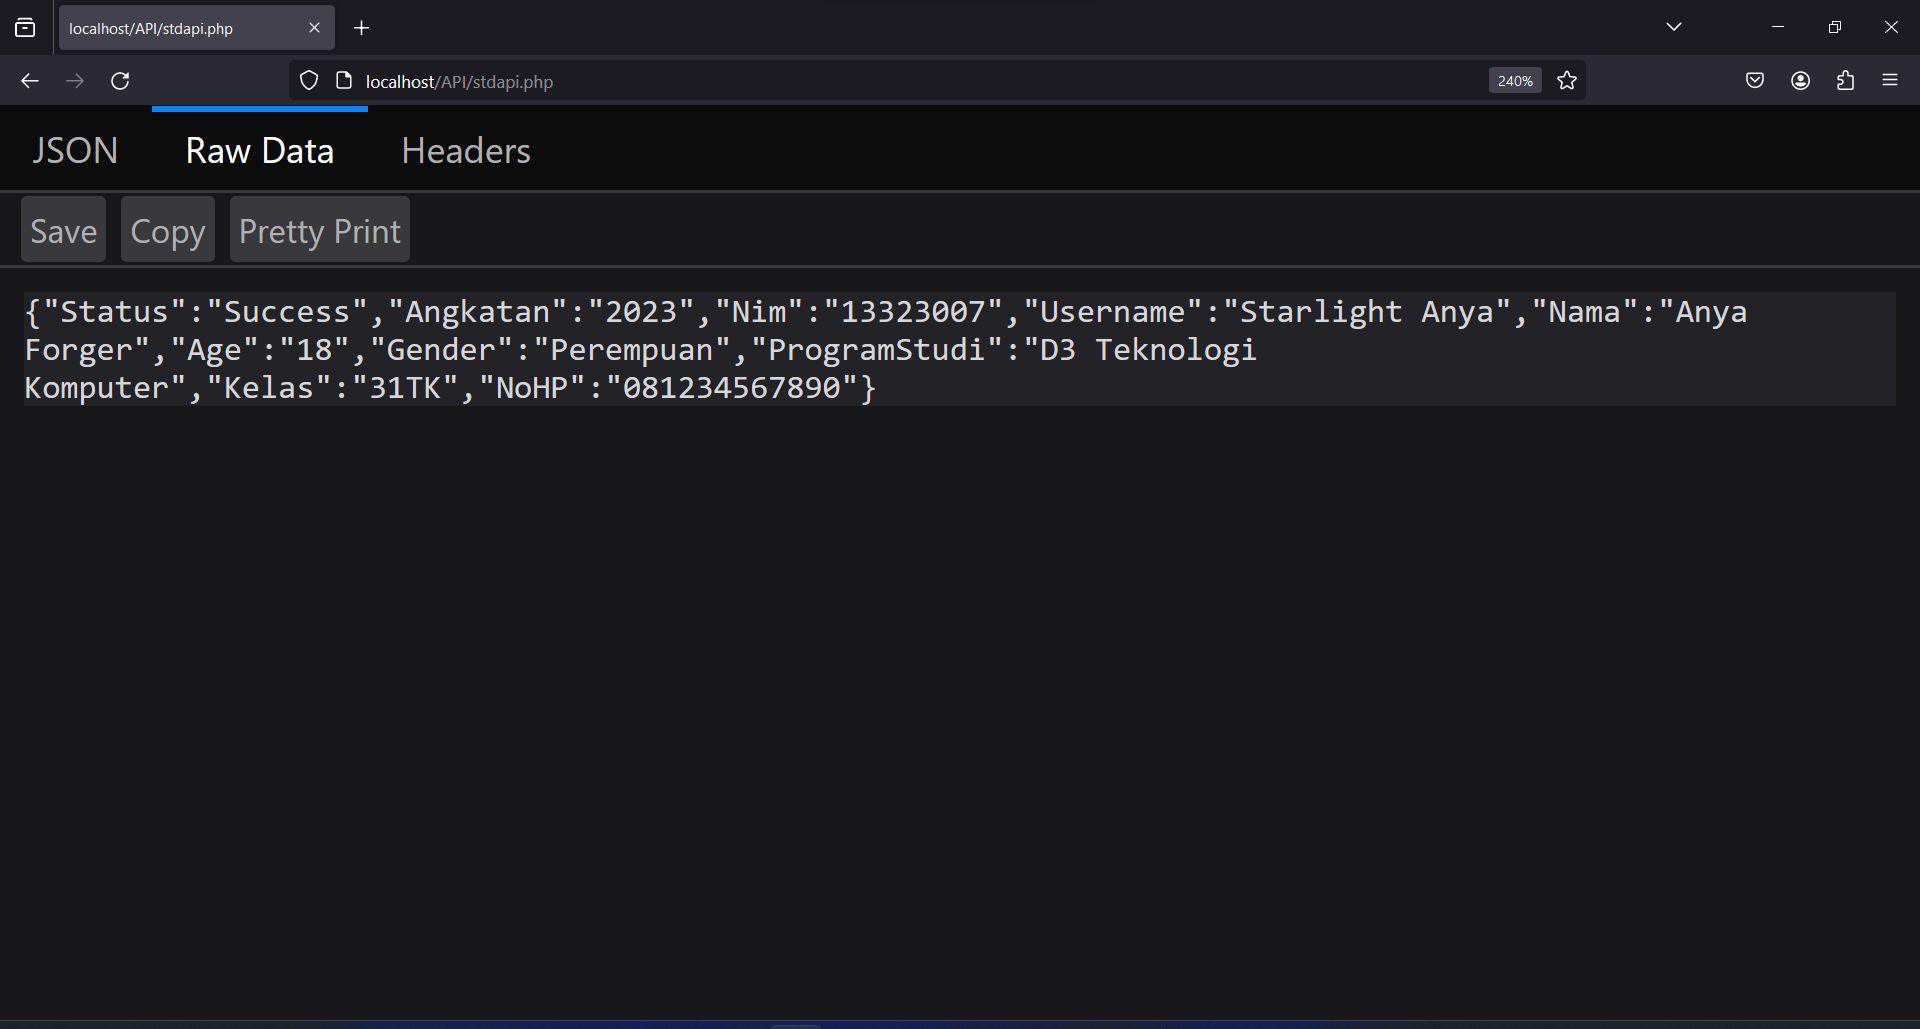 localhost/API/stdapi.php
localhost/API/stdapi.php 240%
JSON Raw Data Headers
Save Copy Pretty Print
{"Status":"Success","Angkatan":"2023","Nim":"13323007","Username":"Starlight Anya","Nama":"Anya
Forger","Age":"18","Gender":"Perempuan","ProgramStudi":"D3 Teknologi
Komputer","Kelas":"31TK","NoHP":"081234567890"}